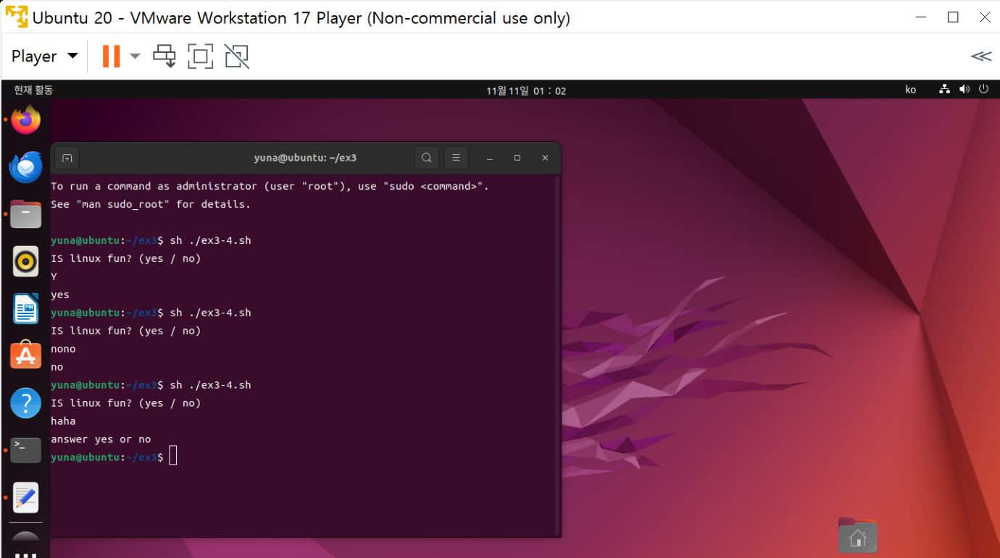 Ubuntu 20 - VMware Workstation 17 Player (Non-commercial use only)
Player
현재 활동
11월 11일 01 : 02
ko
yuna@ubuntu: ~/ex3
To run a command as administrator (user "root"), use "sudo <command>".
See "man sudo_root" for details.
yuna@ubuntu:~/ex3$ sh ./ex3-4.sh
IS linux fun? (yes / no)
Y
yes
yuna@ubuntu:~/ex3$ sh ./ex3-4.sh
IS linux fun? (yes / no)
nono
no
yuna@ubuntu:~/ex3$ sh ./ex3-4.sh
IS linux fun? (yes / no)
haha
answer yes or no
yuna@ubuntu:~/ex3$